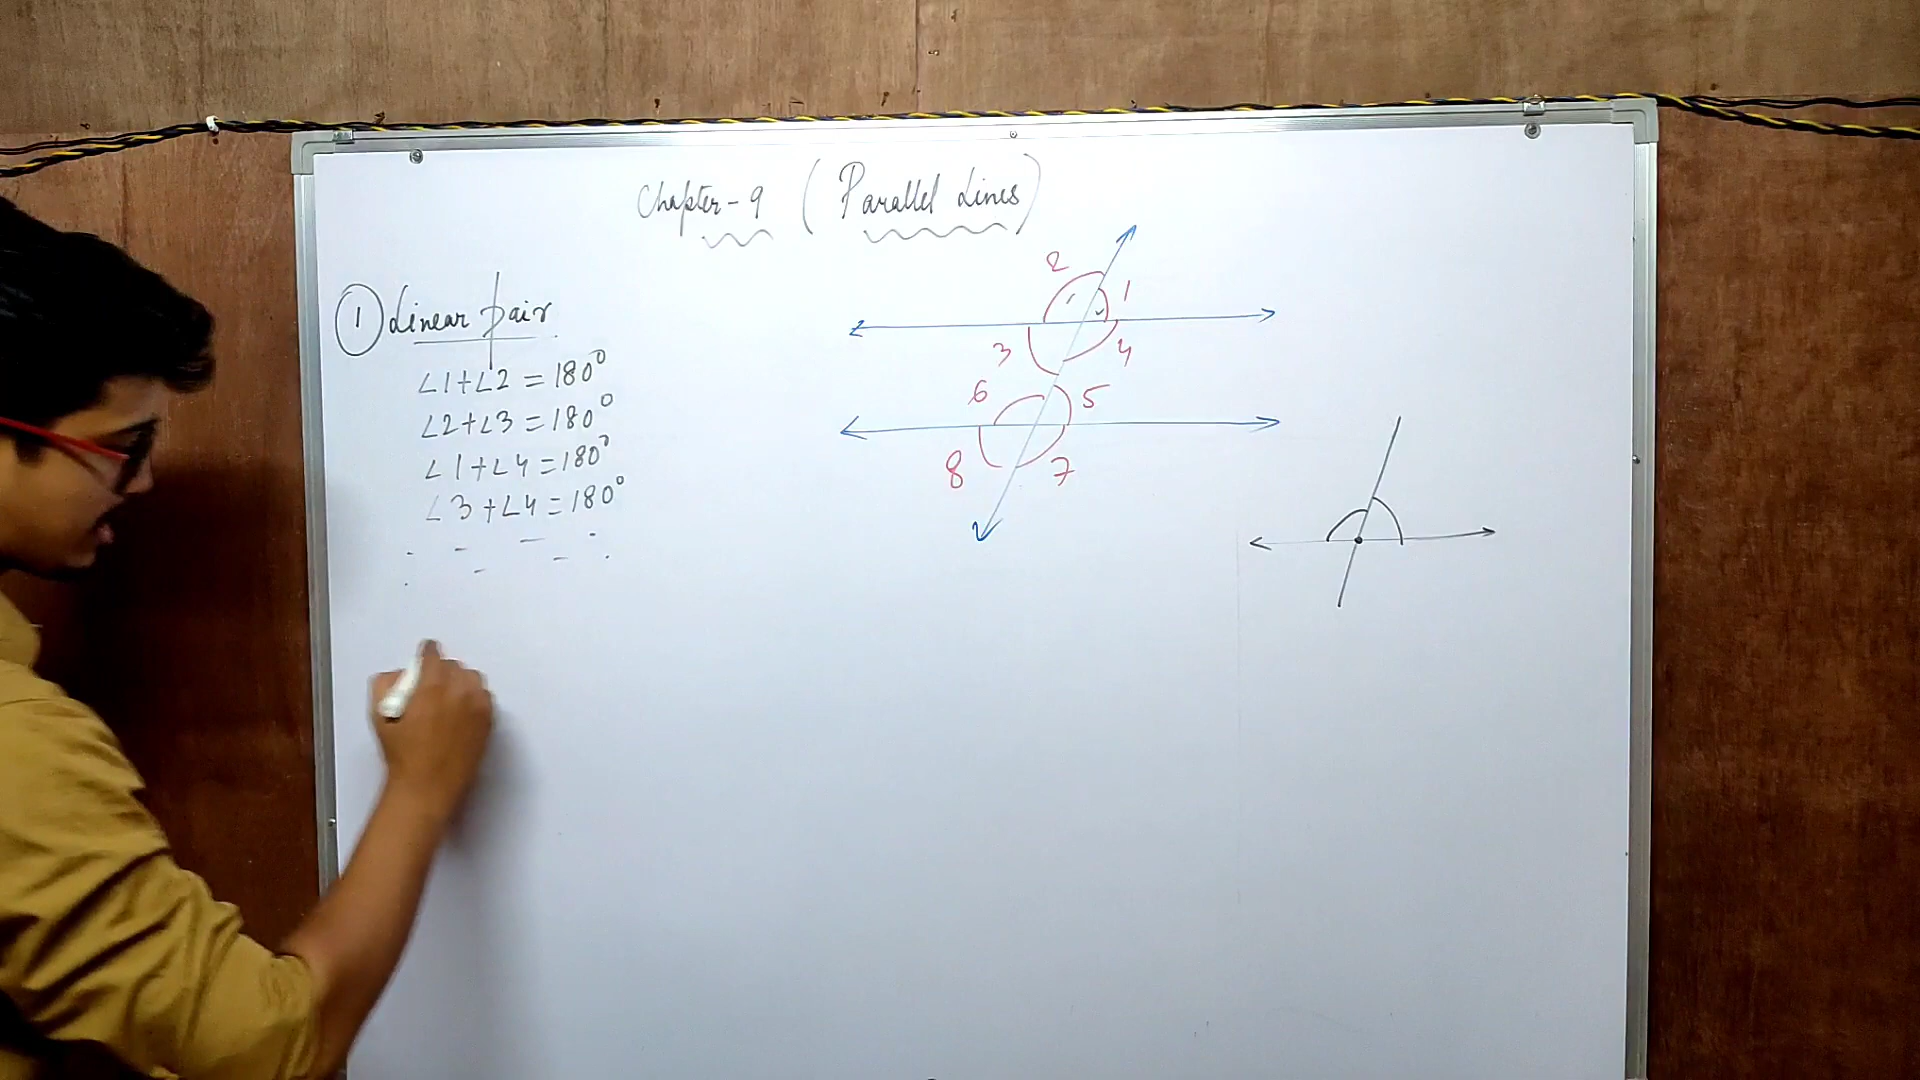 Chapter-9 (Parallel Lines)
① Linear pair
∠1+∠2 = 180°
∠2+∠3 = 180°
∠1+∠4 = 180°
∠3+∠4 = 180°
2
1
3
4
6
5
8
7